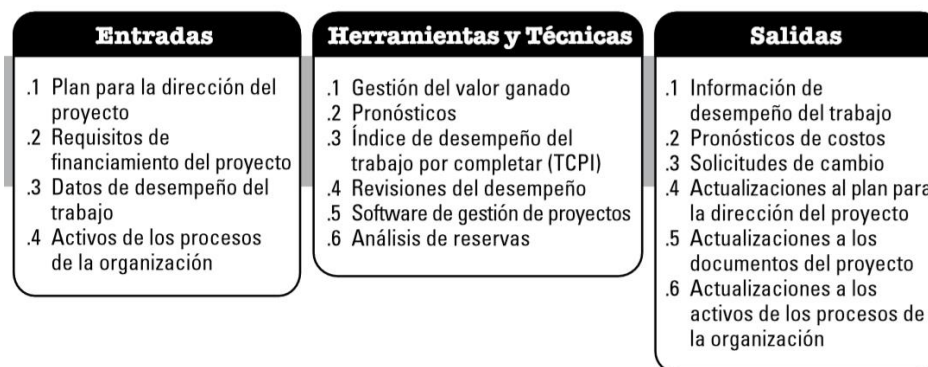 Entradas
.1 Plan para la dirección del
proyecto
.2 Requisitos de
financiamiento del proyecto
.3 Datos de desempeño del
trabajo
.4 Activos de los procesos
de la organización
Herramientas y Técnicas
.1 Gestión del valor ganado
.2 Pronósticos
.3 Índice de desempeño del
trabajo por completar (TCPI)
.4 Revisiones del desempeño
.5 Software de gestión de proyectos
.6 Análisis de reservas
Salidas
.1 Información de
desempeño del trabajo
.2 Pronósticos de costos
.3 Solicitudes de cambio
.4 Actualizaciones al plan para
la dirección del proyecto
.5 Actualizaciones a los
documentos del proyecto
.6 Actualizaciones a los
activos de los procesos de
la organización